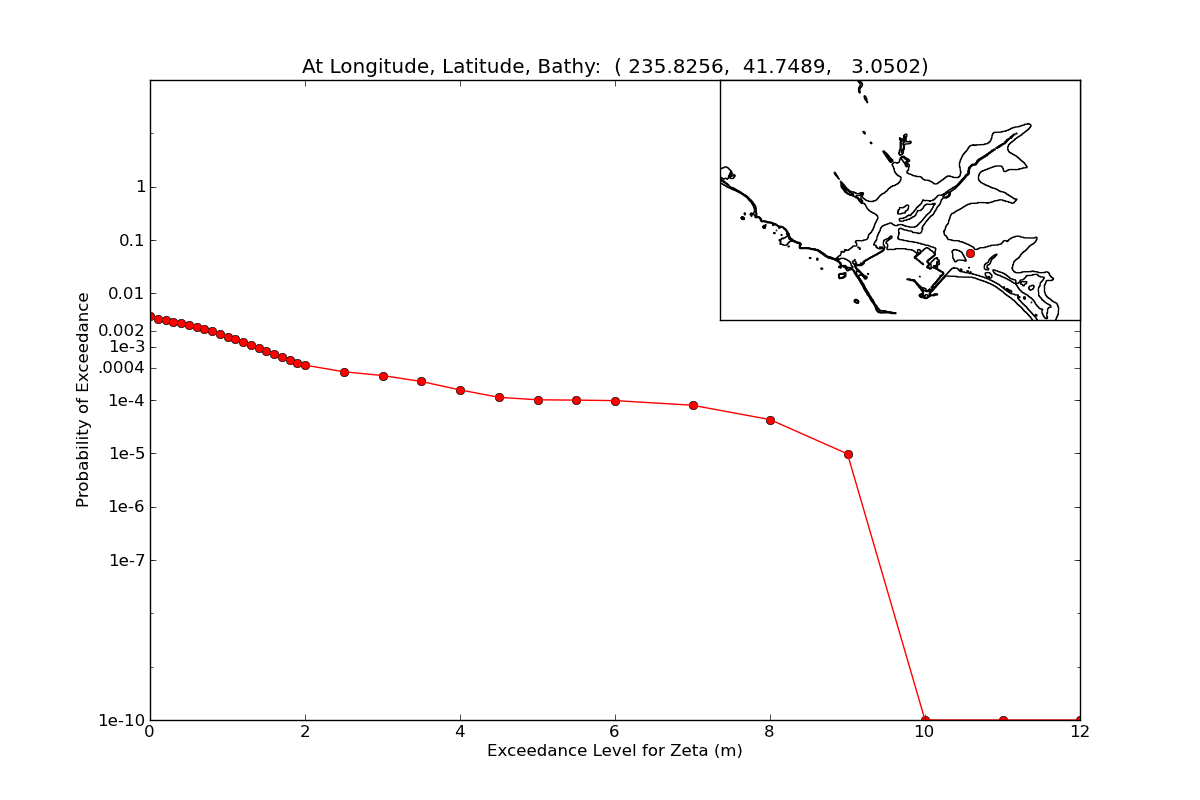 At Longitude, Latitude, Bathy: ( 235.8256, 41.7489, 3.0502)
Probability of Exceedance
1
0.1
0.01
0.002
1e-3
.0004
1e-4
1e-5
1e-6
1e-7
1e-10
0 2 4 6 8 10 12
Exceedance Level for Zeta (m)